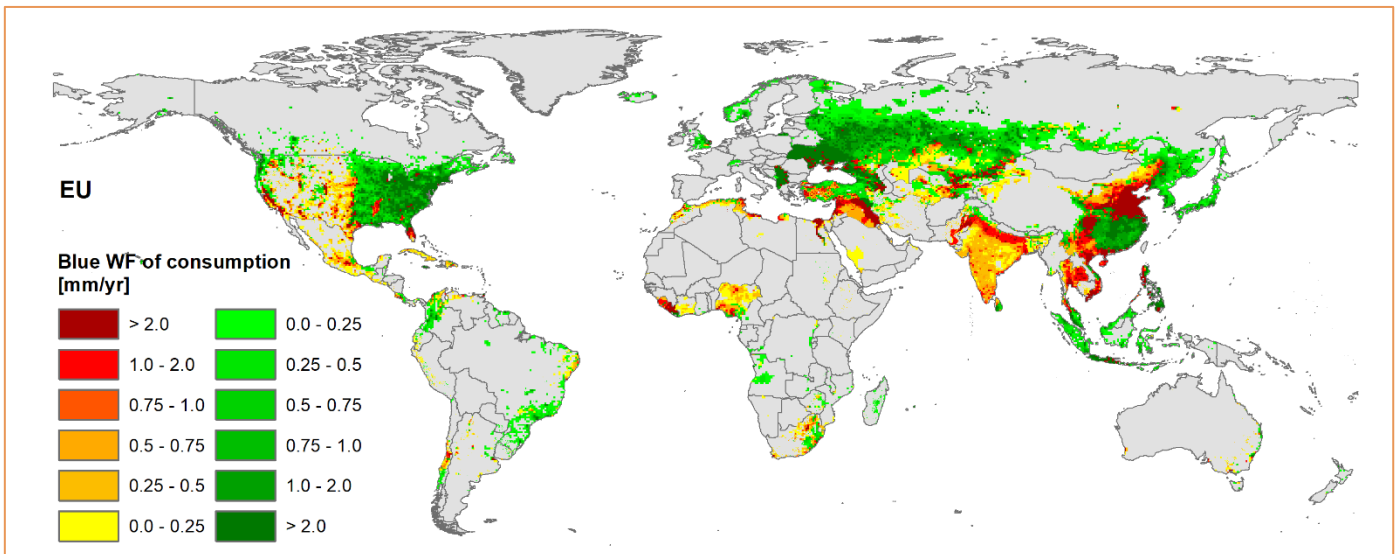 EU
Blue WF of consumption
[mm/yr]
> 2.0 0.0 - 0.25
1.0 - 2.0 0.25 - 0.5
0.75 - 1.0 0.5 - 0.75
0.5 - 0.75 0.75 - 1.0
0.25 - 0.5 1.0 - 2.0
0.0 - 0.25 > 2.0